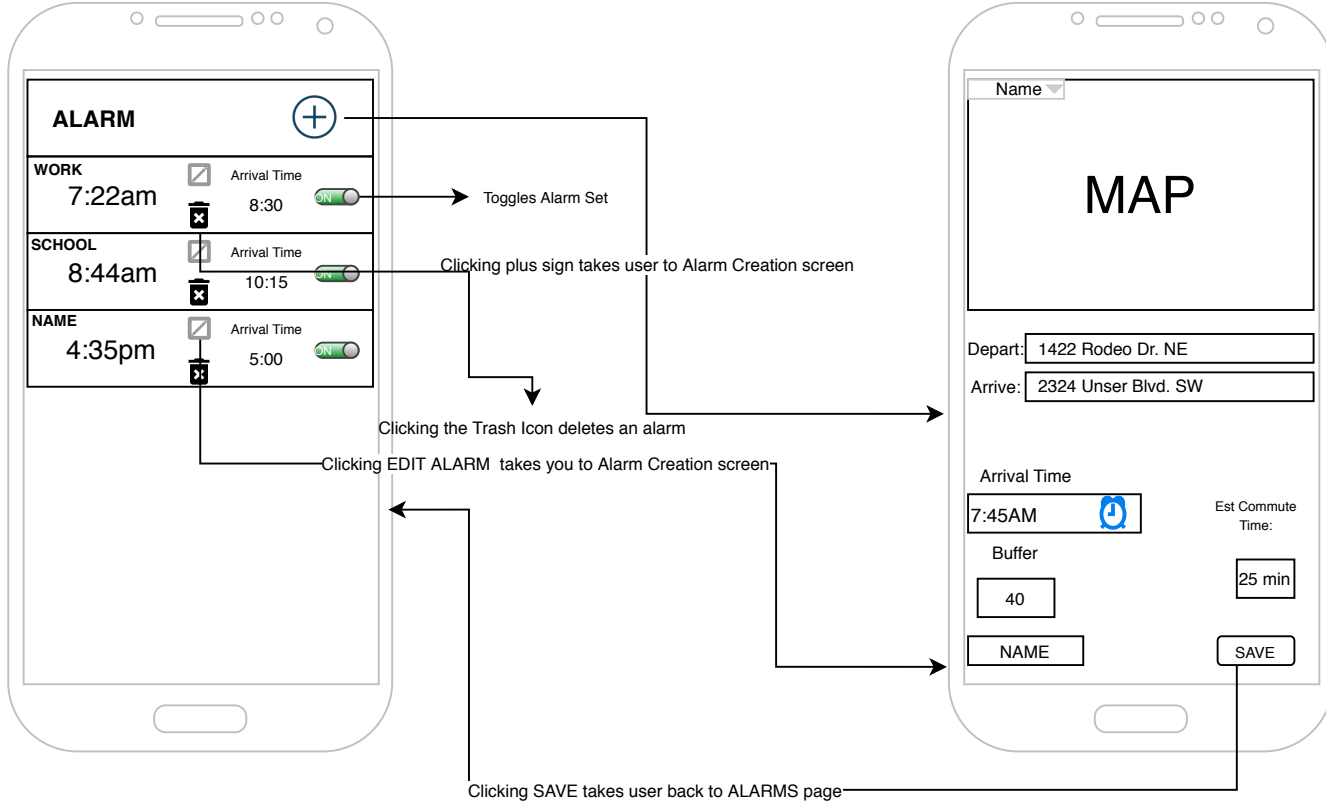 ALARM
WORK
7:22am
Arrival Time
8:30
ON
Toggles Alarm Set
SCHOOL
8:44am
Arrival Time
10:15
ON
Clicking plus sign takes user to Alarm Creation screen
NAME
4:35pm
Arrival Time
5:00
ON
Clicking the Trash Icon deletes an alarm
Clicking EDIT ALARM takes you to Alarm Creation screen
Name
MAP
Depart:
1422 Rodeo Dr. NE
Arrive:
2324 Unser Blvd. SW
Arrival Time
7:45AM
Est Commute
Time:
Buffer
25 min
40
NAME
SAVE
Clicking SAVE takes user back to ALARMS page